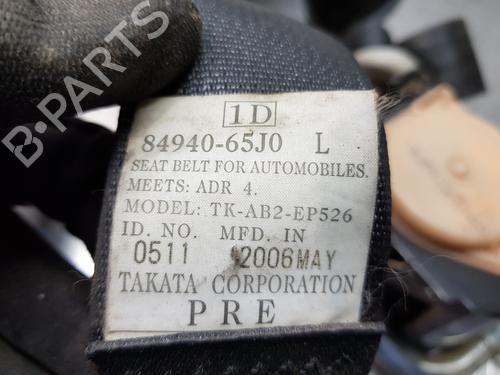 1D
84940-65J0 L
SEAT BELT FOR AUTOMOBILES.
MEETS: ADR 4.
MODEL: TK-AB2-EP526
ID. NO. MFD. IN
0511 2006MAY
TAKATA CORPORATION
PRE